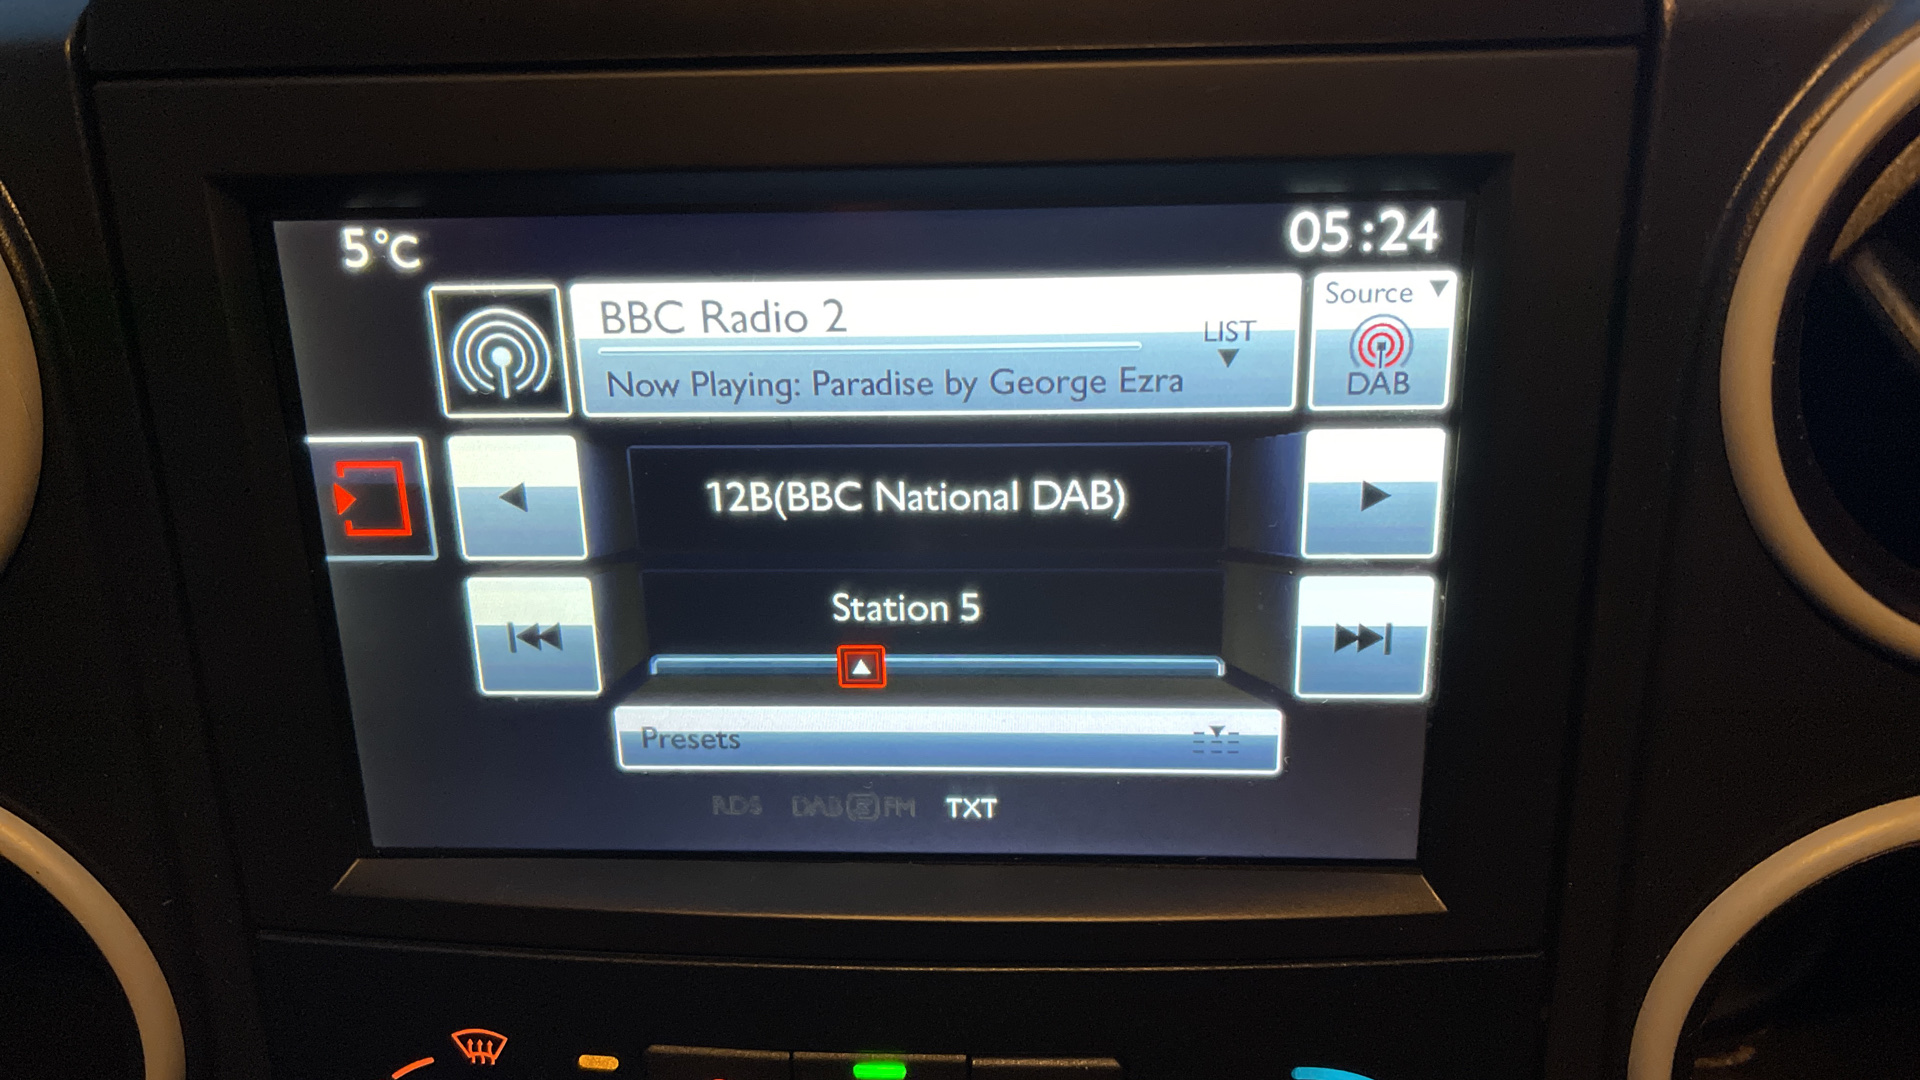 5°C
05:24
BBC Radio 2
LIST
Source
Now Playing: Paradise by George Ezra
DAB
12B(BBC National DAB)
Station 5
Presets
RDS DAB FM TXT